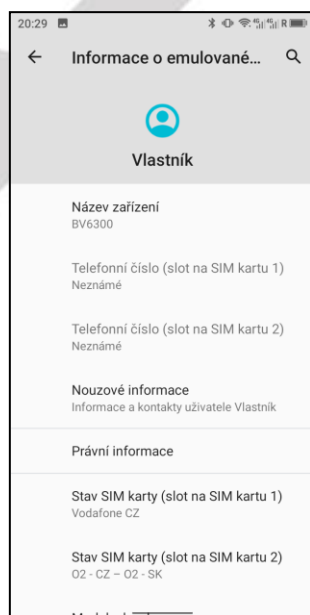 20:29
Informace o emulované...
Vlastník
Název zařízení
BV6300
Telefonní číslo (slot na SIM kartu 1)
Neznámé
Telefonní číslo (slot na SIM kartu 2)
Neznámé
Nouzové informace
Informace a kontakty uživatele Vlastník
Právní informace
Stav SIM karty (slot na SIM kartu 1)
Vodafone CZ
Stav SIM karty (slot na SIM kartu 2)
O2 - CZ – O2 - SK